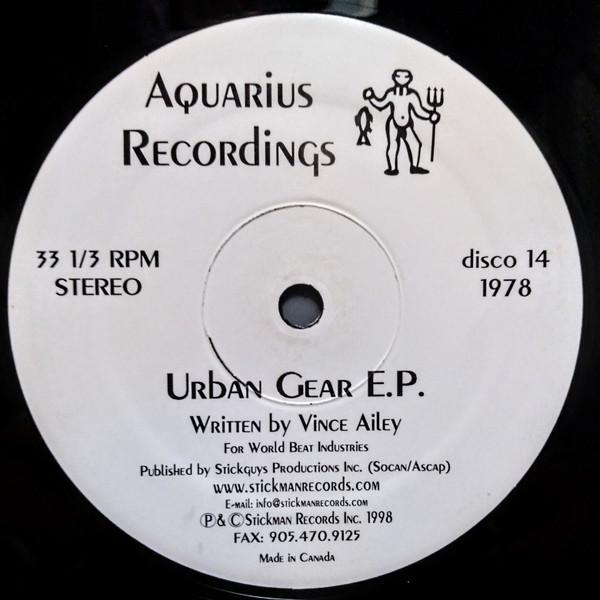 Aquarius
Recordings
33 1/3 RPM
STEREO
disco 14
1978
Urban Gear E.P.
Written by Vince Ailey
For World Beat Industries
Published by Stickguys Productions Inc. (Socan/Ascap)
www.stickmanrecords.com
E-mail: info@stickmanrecords.com
Ⓟ & ©Stickman Records Inc. 1998
FAX: 905.470.9125
Made in Canada